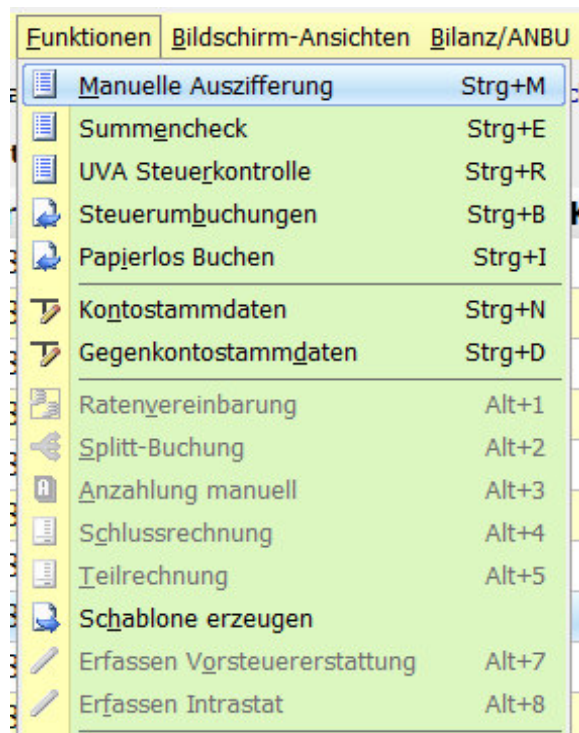 Funktionen Bildschirm-Ansichten Bilanz/ANBU
Manuelle Auszifferung Strg+M
Summencheck Strg+E
UVA Steuerkontrolle Strg+R
Steuerumbuchungen Strg+B
Papierlos Buchen Strg+I
Kontostammdaten Strg+N
Gegenkontostammdaten Strg+D
Ratenvereinbarung Alt+1
Splitt-Buchung Alt+2
Anzahlung manuell Alt+3
Schlussrechnung Alt+4
Teilrechnung Alt+5
Schablone erzeugen
Erfassen Vorsteuererstattung Alt+7
Erfassen Intrastat Alt+8